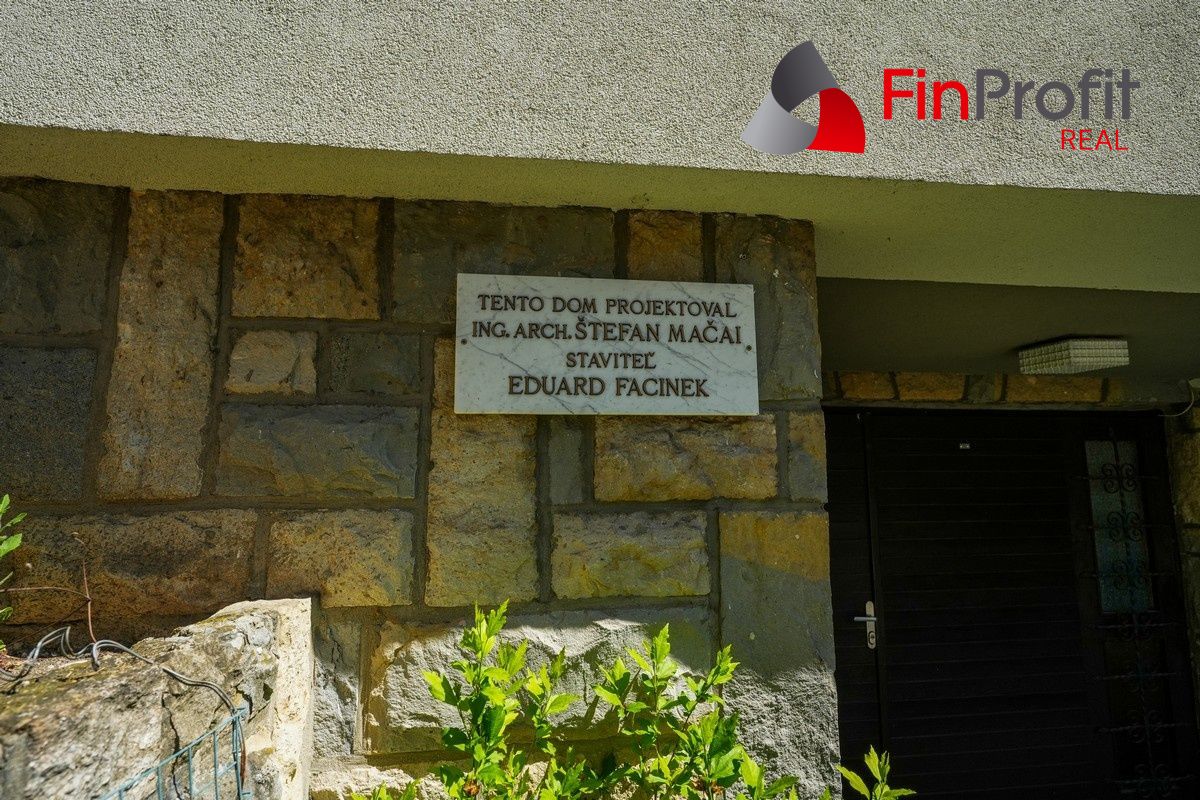 FinProfit
REAL
TENTO DOM PROJEKTOVAL
ING. ARCH. ŠTEFAN MAČAI
STAVITEĽ
EDUARD FACINEK